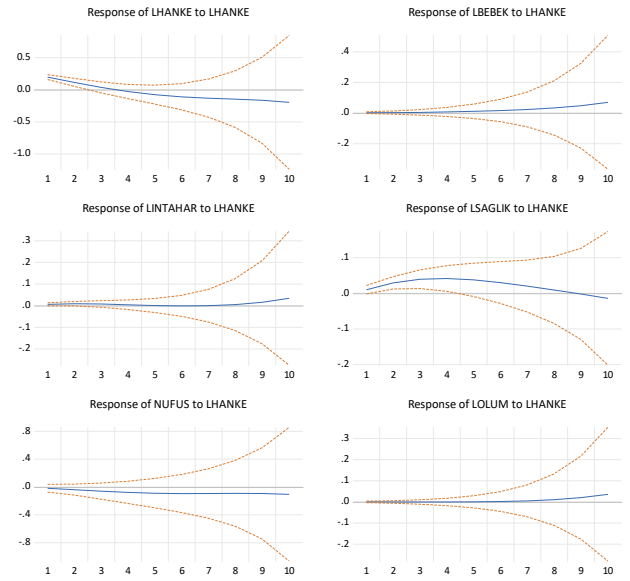 Response of LHANKE to LHANKE
0.5
0.0
-0.5
-1.0
1 2 3 4 5 6 7 8 9 10
Response of LBEBEK to LHANKE
.4
.2
.0
-.2
1 2 3 4 5 6 7 8 9 10
Response of LINTAHAR to LHANKE
.3
.2
.1
.0
-.1
-.2
1 2 3 4 5 6 7 8 9 10
Response of LSAGLIK to LHANKE
.1
.0
-.1
-.2
1 2 3 4 5 6 7 8 9 10
Response of NUFUS to LHANKE
.8
.4
.0
-.4
-.8
1 2 3 4 5 6 7 8 9 10
Response of LOLUM to LHANKE
.3
.2
.1
.0
-.1
-.2
1 2 3 4 5 6 7 8 9 10